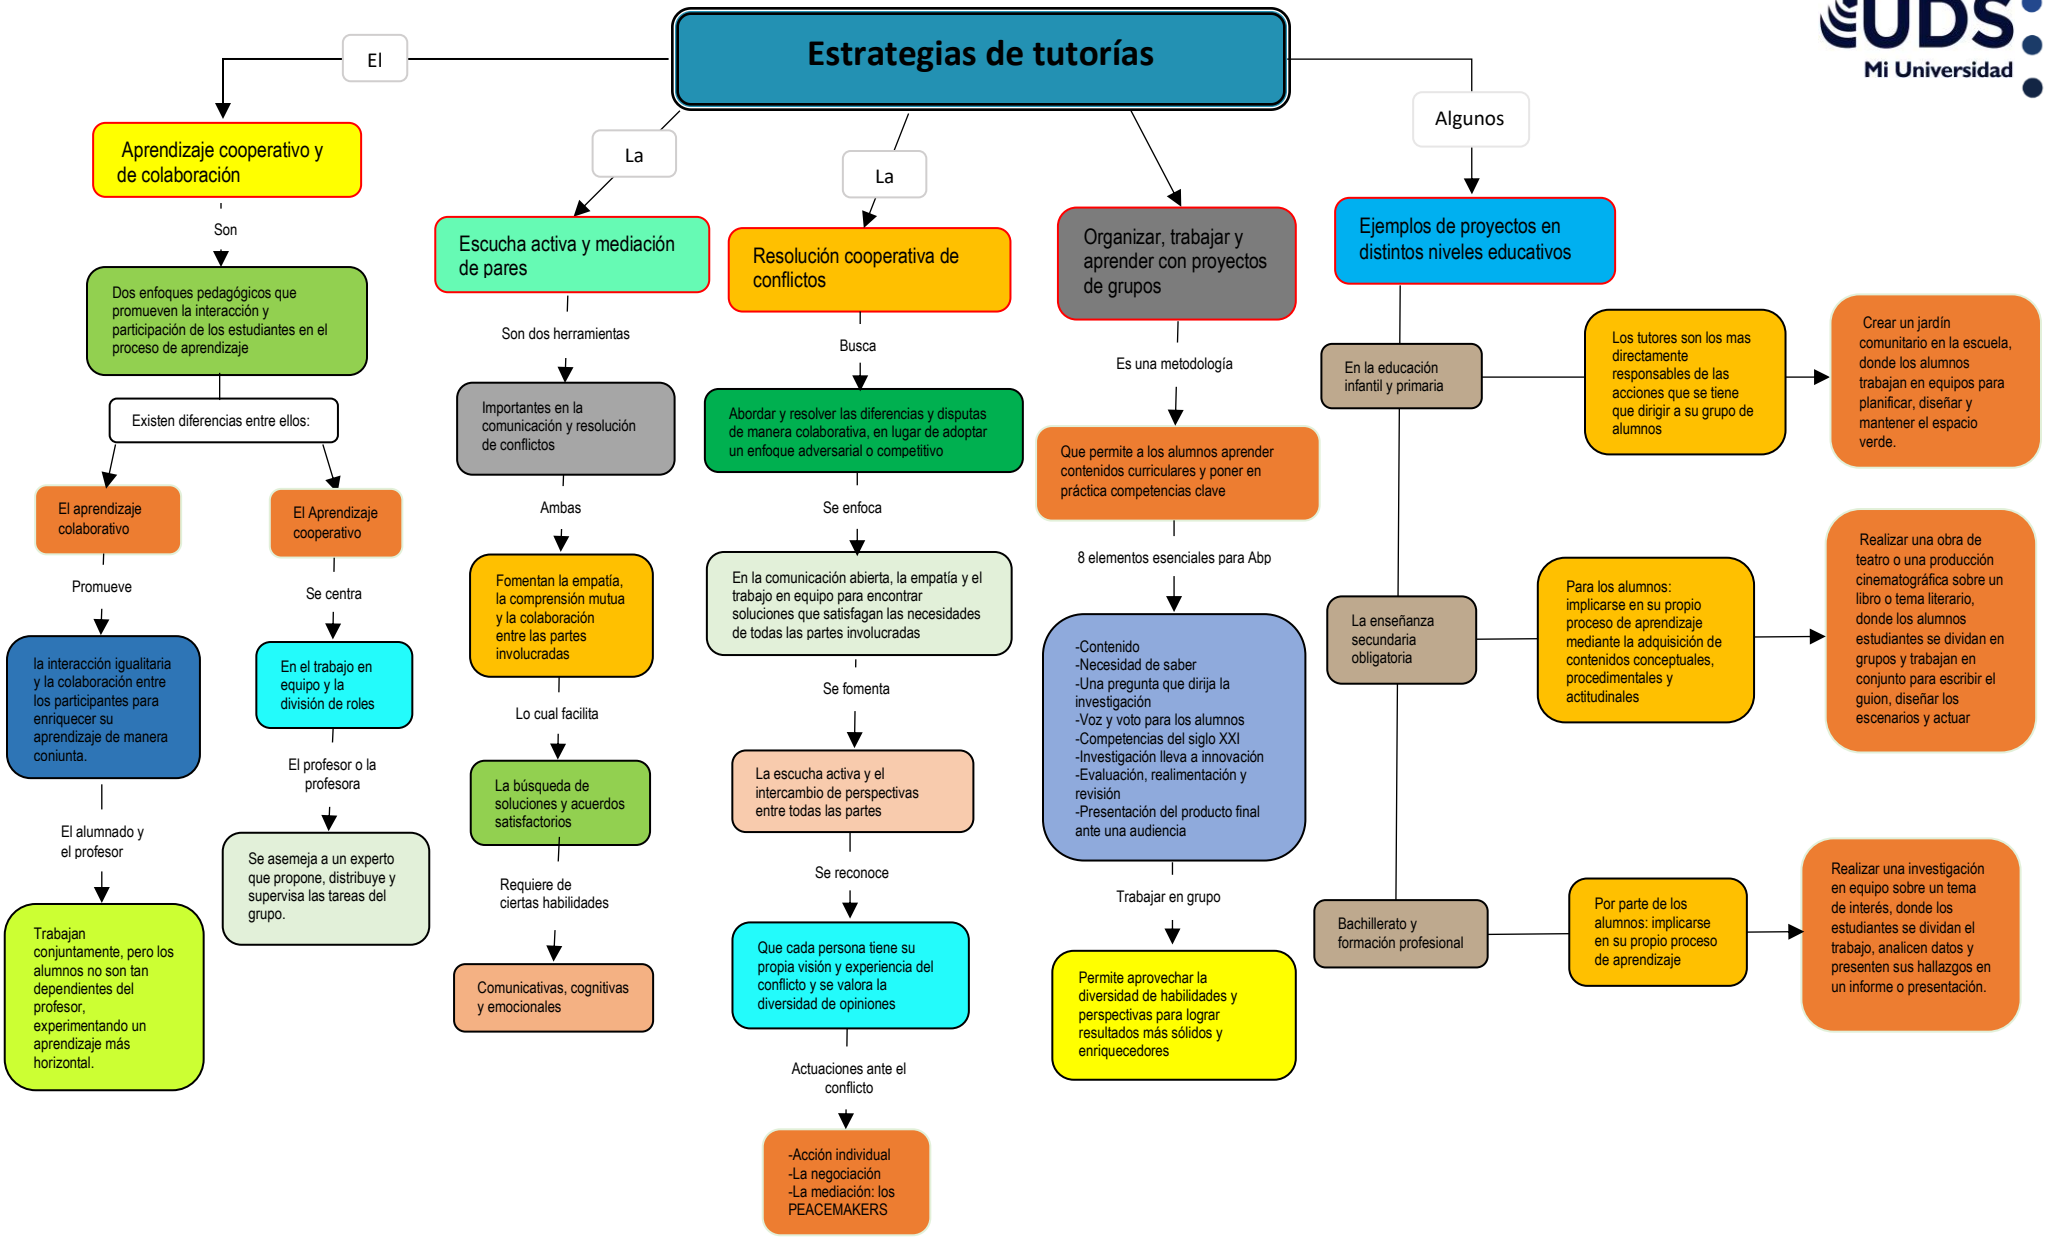 Estrategias de tutorías
UDS
Mi Universidad
El
La
La
Algunos
Aprendizaje cooperativo y
de colaboración
Son
Dos enfoques pedagógicos que
promueven la interacción y
participación de los estudiantes en el
proceso de aprendizaje
Existen diferencias entre ellos:
El aprendizaje
colaborativo
Promueve
la interacción igualitaria
y la colaboración entre
los participantes para
enriquecer su
aprendizaje de manera
coniunta.
El alumnado y
el profesor
Trabajan
conjuntamente, pero los
alumnos no son tan
dependientes del
profesor,
experimentando un
aprendizaje más
horizontal.
El Aprendizaje
cooperativo
Se centra
En el trabajo en
equipo y la
división de roles
El profesor o la
profesora
Se asemeja a un experto
que propone, distribuye y
supervisa las tareas del
grupo.
Escucha activa y mediación
de pares
Son dos herramientas
Importantes en la
comunicación y resolución
de conflictos
Ambas
Fomentan la empatía,
la comprensión mutua
y la colaboración
entre las partes
involucradas
Lo cual facilita
La búsqueda de
soluciones y acuerdos
satisfactorios
Requiere de
ciertas habilidades
Comunicativas, cognitivas
y emocionales
Resolución cooperativa de
conflictos
Busca
Abordar y resolver las diferencias y disputas
de manera colaborativa, en lugar de adoptar
un enfoque adversarial o competitivo
Se enfoca
En la comunicación abierta, la empatía y el
trabajo en equipo para encontrar
soluciones que satisfagan las necesidades
de todas las partes involucradas
Se fomenta
La escucha activa y el
intercambio de perspectivas
entre todas las partes
Se reconoce
Que cada persona tiene su
propia visión y experiencia del
conflicto y se valora la
diversidad de opiniones
Actuaciones ante el
conflicto
-Acción individual
-La negociación
-La mediación: los
PEACEMAKERS
Organizar, trabajar y
aprender con proyectos
de grupos
Es una metodología
Que permite a los alumnos aprender
contenidos curriculares y poner en
práctica competencias clave
8 elementos esenciales para Abp
-Contenido
-Necesidad de saber
-Una pregunta que dirija la
investigación
-Voz y voto para los alumnos
-Competencias del siglo XXI
-Investigación lleva a innovación
-Evaluación, realimentación y
revisión
-Presentación del producto final
ante una audiencia
Trabajar en grupo
Permite aprovechar la
diversidad de habilidades y
perspectivas para lograr
resultados más sólidos y
enriquecedores
Ejemplos de proyectos en
distintos niveles educativos
En la educación
infantil y primaria
Los tutores son los mas
directamente
responsables de las
acciones que se tiene
que dirigir a su grupo de
alumnos
Crear un jardín
comunitario en la escuela,
donde los alumnos
trabajan en equipos para
planificar, diseñar y
mantener el espacio
verde.
La enseñanza
secundaria
obligatoria
Para los alumnos:
implicarse en su propio
proceso de aprendizaje
mediante la adquisición de
contenidos conceptuales,
procedimentales y
actitudinales
Realizar una obra de
teatro o una producción
cinematográfica sobre un
libro o tema literario,
donde los alumnos
estudiantes se dividan en
grupos y trabajan en
conjunto para escribir el
guion, diseñar los
escenarios y actuar
Bachillerato y
formación profesional
Por parte de los
alumnos: implicarse
en su propio proceso
de aprendizaje
Realizar una investigación
en equipo sobre un tema
de interés, donde los
estudiantes se dividan el
trabajo, analicen datos y
presenten sus hallazgos en
un informe o presentación.